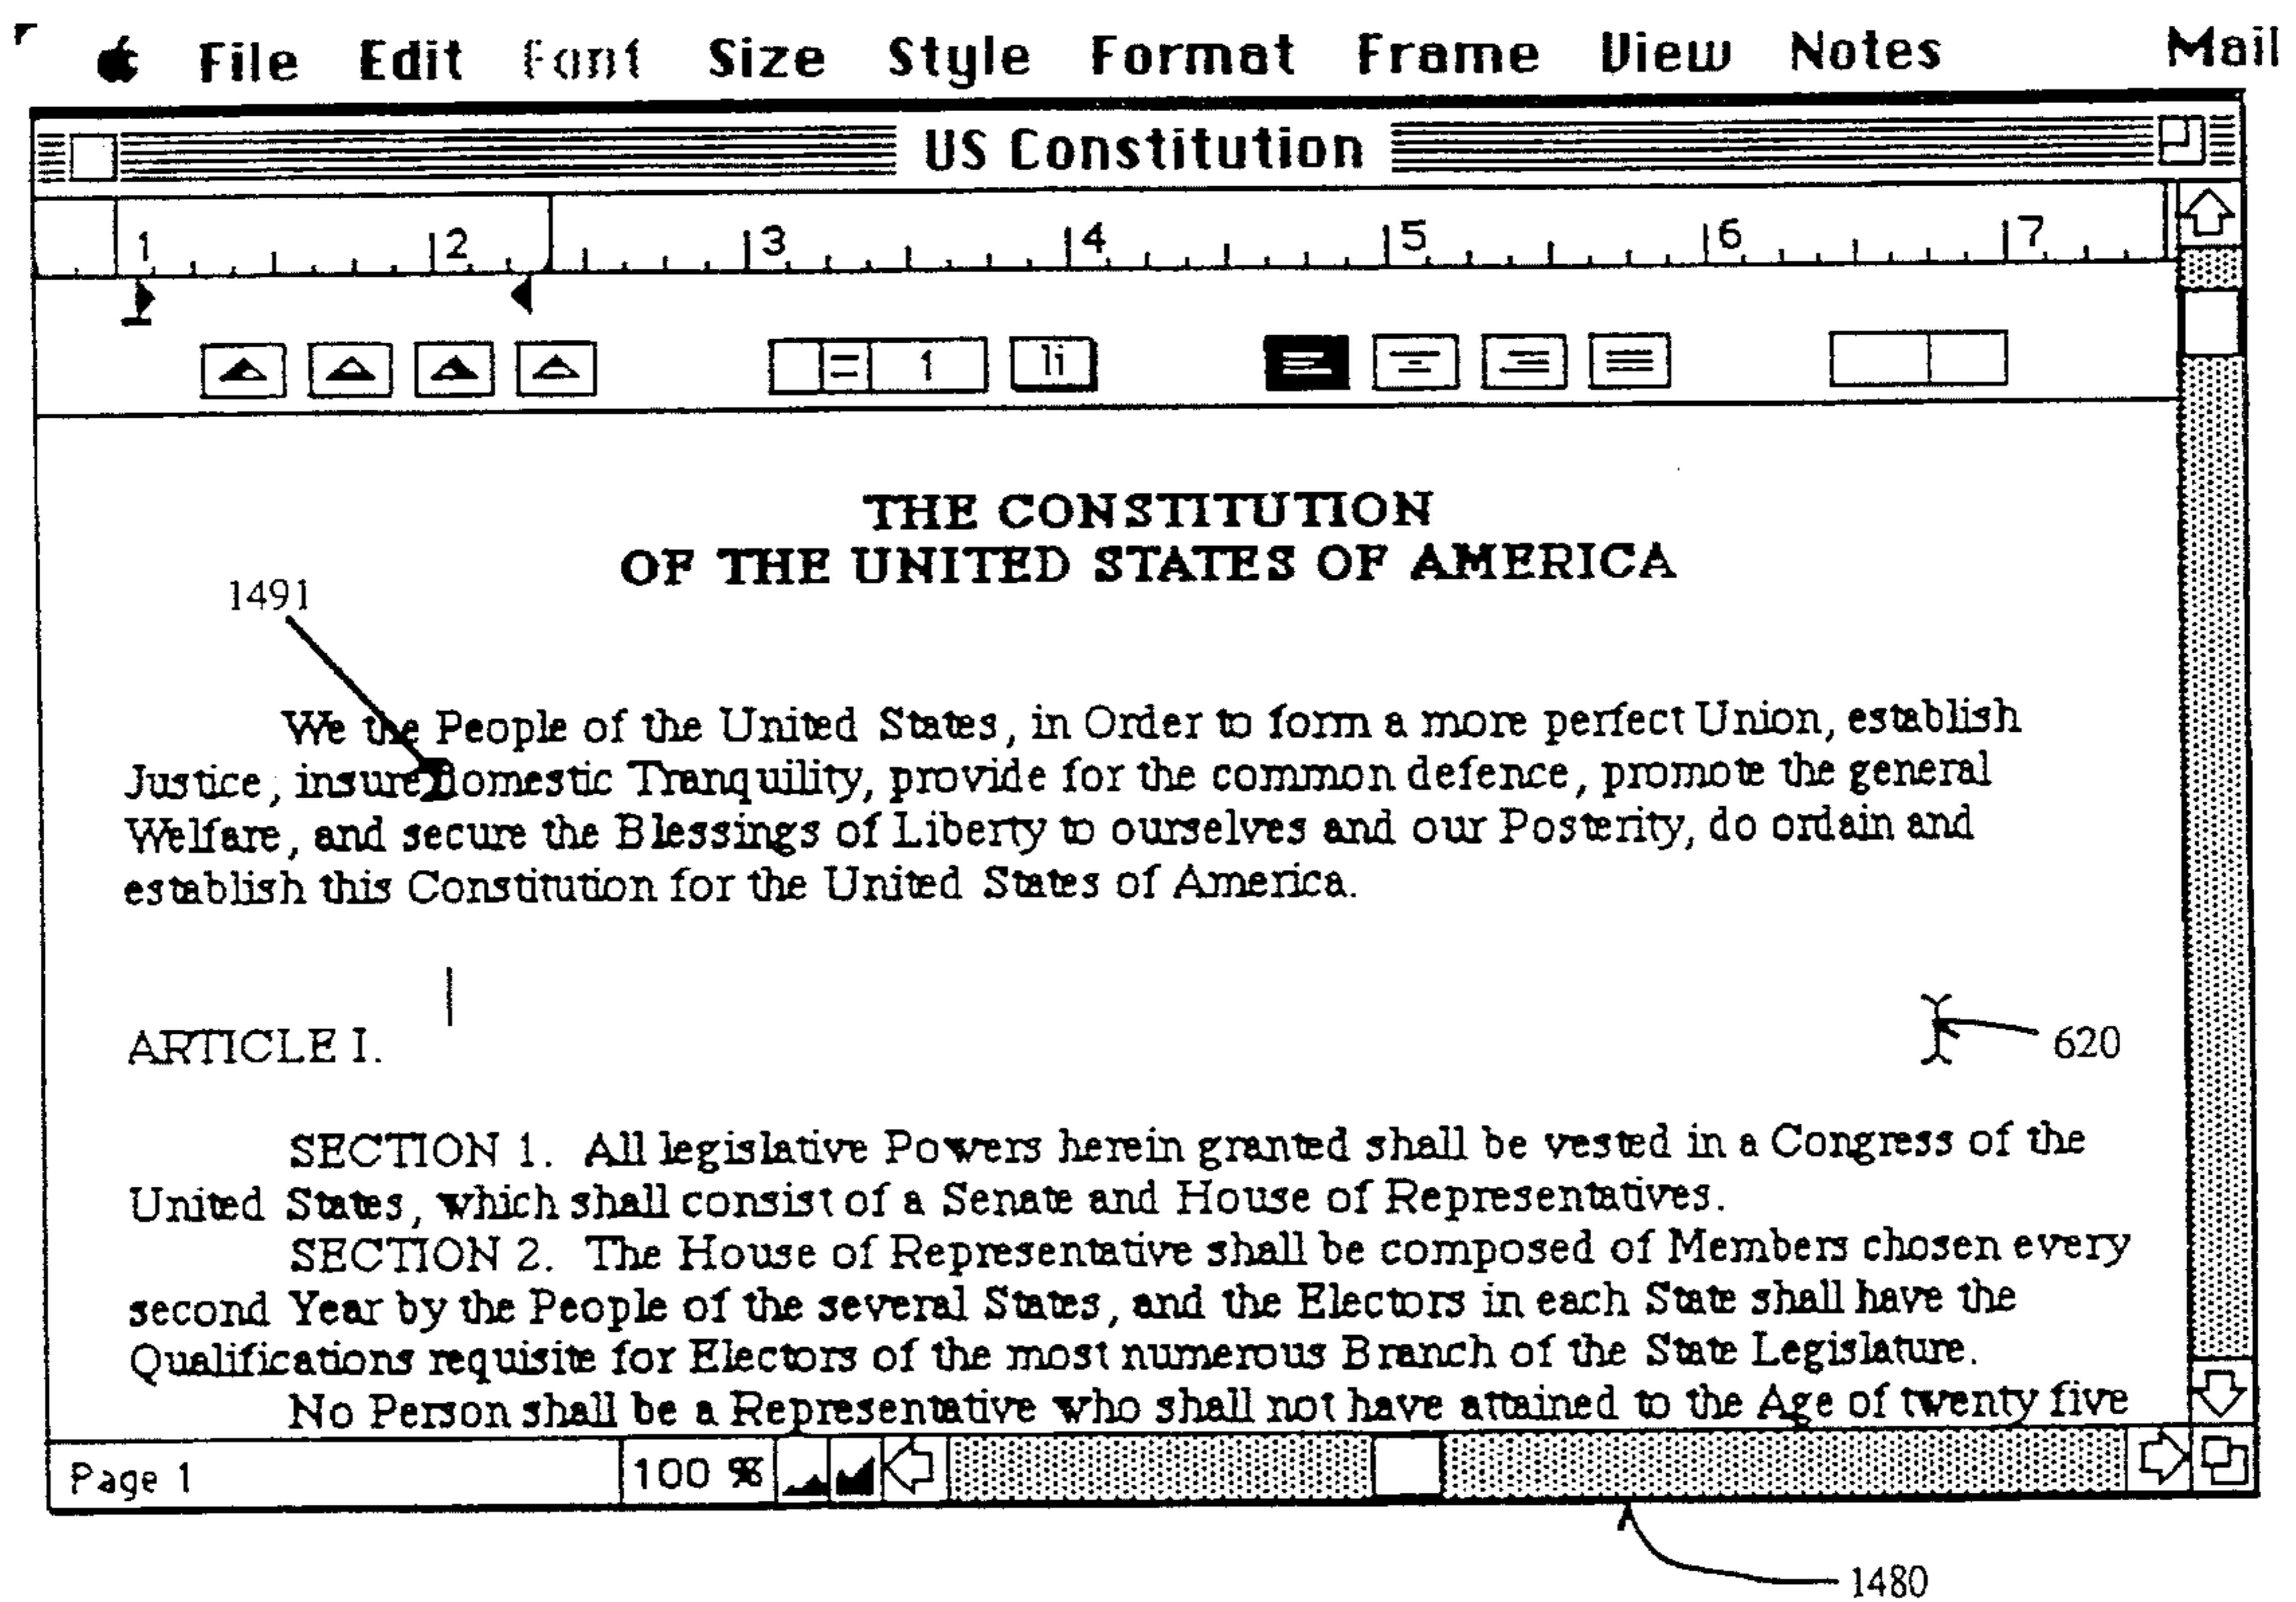 File Edit Font Size Style Format Frame View Notes Mail
US Constitution
1 2 3 4 5 6 7
1 li
THE CONSTITUTION
OF THE UNITED STATES OF AMERICA
1491
We the People of the United States, in Order to form a more perfect Union, establish
Justice, insure Domestic Tranquility, provide for the common defence, promote the general
Welfare, and secure the Blessings of Liberty to ourselves and our Posterity, do ordain and
establish this Constitution for the United States of America.
ARTICLE I.
620
SECTION 1. All legislative Powers herein granted shall be vested in a Congress of the
United States, which shall consist of a Senate and House of Representatives.
SECTION 2. The House of Representative shall be composed of Members chosen every
second Year by the People of the several States, and the Electors in each State shall have the
Qualifications requisite for Electors of the most numerous Branch of the State Legislature.
No Person shall be a Representative who shall not have attained to the Age of twenty five
Page 1 100 %
1480